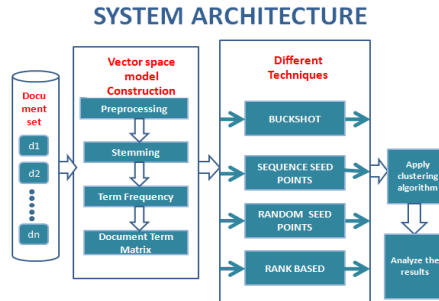 SYSTEM ARCHITECTURE
Docu
ment
set
d1
d2
dn
Vector space
model
Construction
Preprocessing
Stemming
Term Frequency
Document Term
Matrix
Different
Techniques
BUCKSHOT
SEQUENCE SEED
POINTS
RANDOM SEED
POINTS
RANK BASED
Apply
clustering
algorithm
Analyze the
results